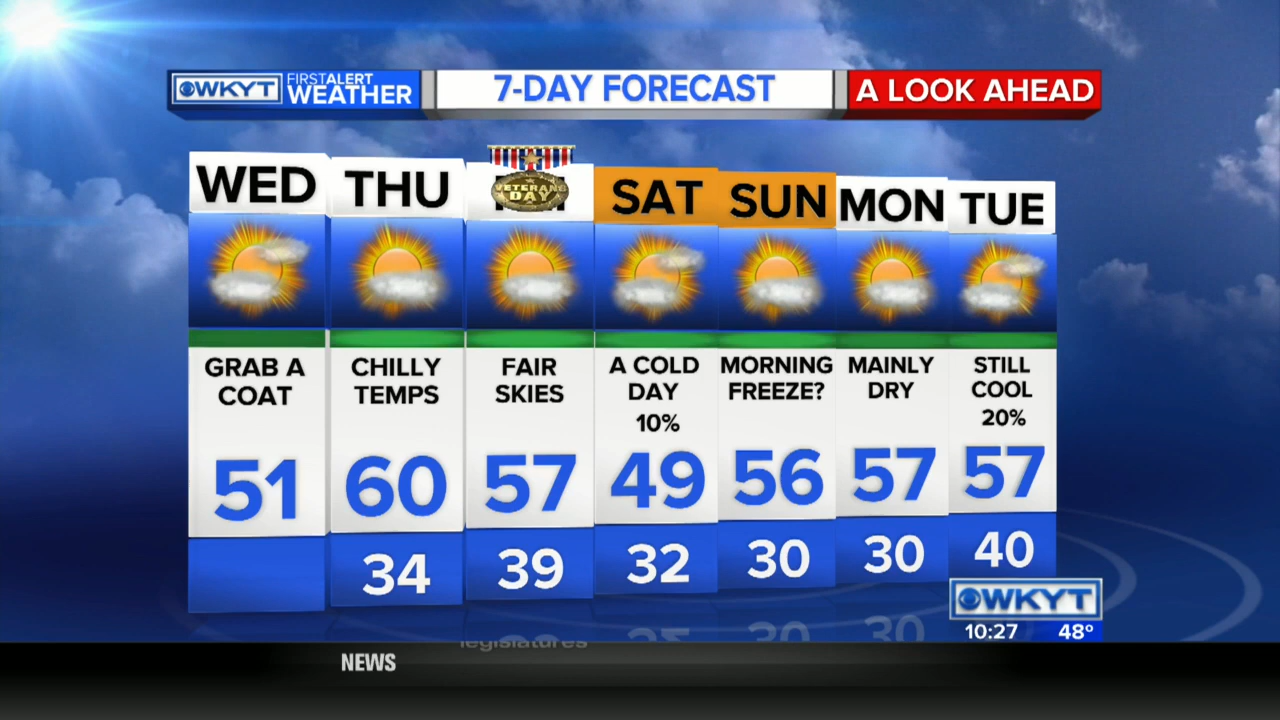 WKYT FIRST ALERT WEATHER
7-DAY FORECAST
A LOOK AHEAD
WED THU VETERANS DAY SAT SUN MON TUE
GRAB A COAT
CHILLY TEMPS
FAIR SKIES
A COLD DAY 10%
MORNING FREEZE?
MAINLY DRY
STILL COOL 20%
51 60 57 49 56 57 57
34 39 32 30 30 40
WKYT
10:27 48°
legislatures
NEWS